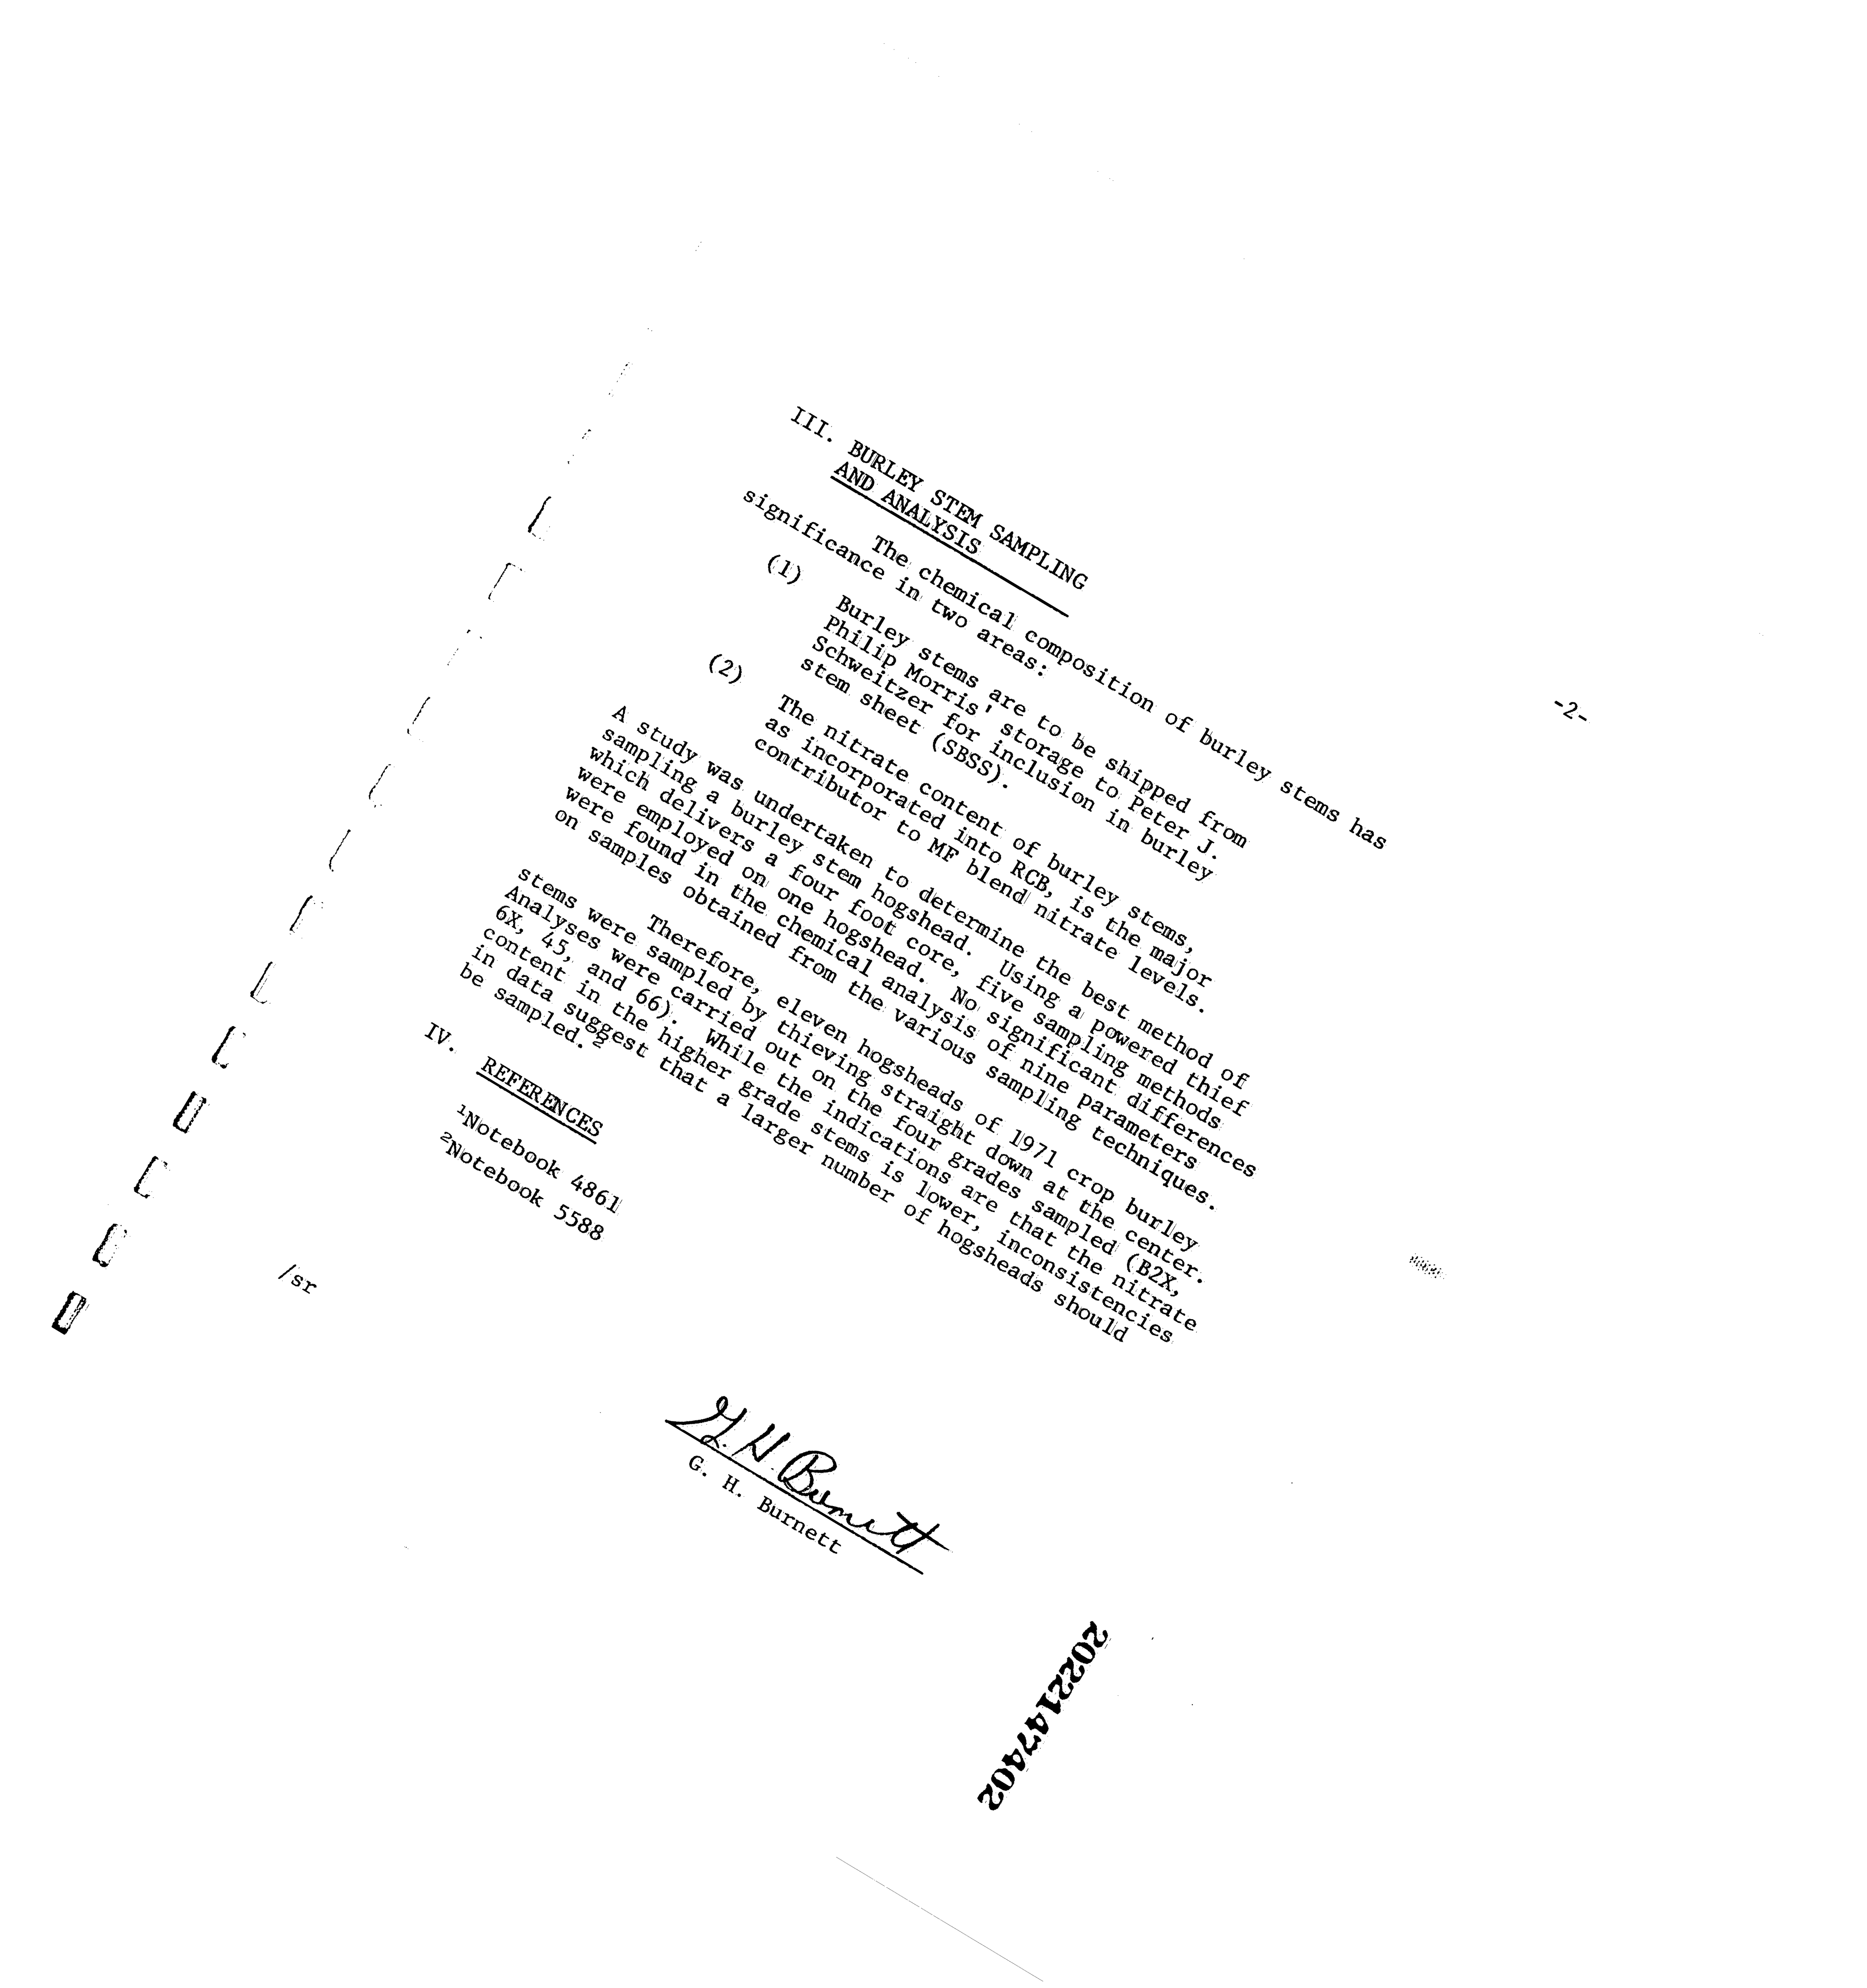 -2-
III. BURLEY STEM SAMPLING
AND ANALYSIS
The chemical composition of burley stems has
significance in two areas:
(1) Burley stems are to be shipped from
Philip Morris' storage to Peter J.
Schweitzer for inclusion in burley
stem sheet (SBSS).
(2) The nitrate content of burley stems,
as incorporated into RCB, is the major
contributor to MF blend nitrate levels.
A study was undertaken to determine the best method of
sampling a burley stem hogshead. Using a powered thief
which delivers a four foot core, five sampling methods
were employed on one hogshead. No significant differences
were found in the chemical analysis of nine parameters
on samples obtained from the various sampling techniques.
Therefore, eleven hogsheads of 1971 crop burley
stems were sampled by thieving straight down at the center.
Analyses were carried out on the four grades sampled (B2X,
6X, 45, and 66). While the indications are that the nitrate
content in the higher grade stems is lower, inconsistencies
in data suggest that a larger number of hogsheads should
be sampled.²
IV. REFERENCES
¹Notebook 4861
²Notebook 5588
/sr
G. H. Burnett
G. H. Burnett
2022147402